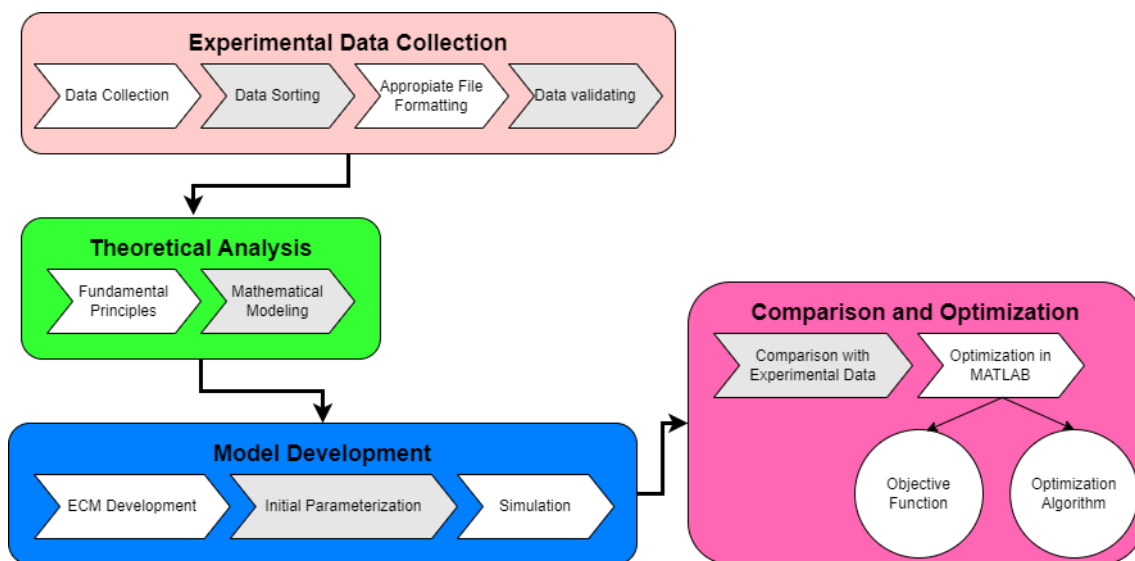 Experimental Data Collection
Data Collection
Data Sorting
Appropiate File
Formatting
Data validating
Theoretical Analysis
Fundamental
Principles
Mathematical
Modeling
Model Development
ECM Development
Initial Parameterization
Simulation
Comparison and Optimization
Comparison with
Experimental Data
Optimization in
MATLAB
Objective
Function
Optimization
Algorithm